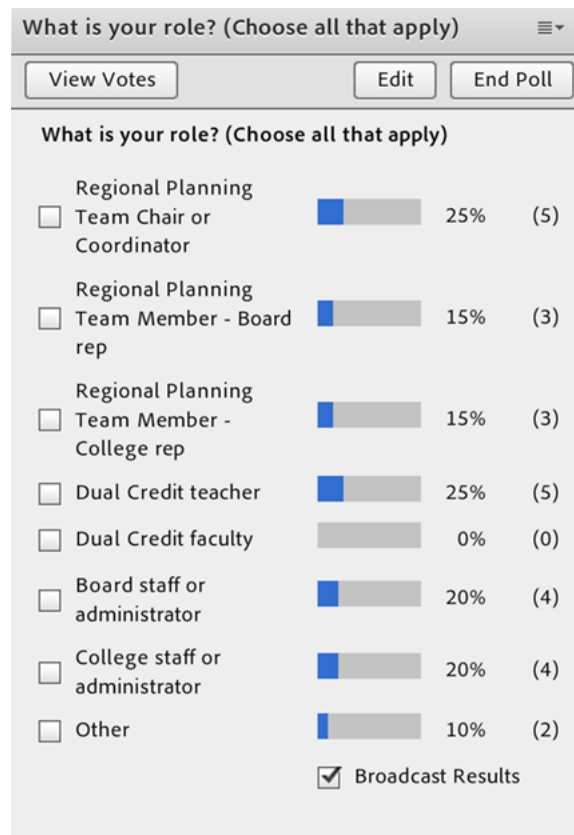 What is your role? (Choose all that apply)
View Votes Edit End Poll
What is your role? (Choose all that apply)
Regional Planning
Team Chair or
Coordinator
25% (5)
Regional Planning
Team Member - Board
rep
15% (3)
Regional Planning
Team Member -
College rep
15% (3)
Dual Credit teacher 25% (5)
Dual Credit faculty 0% (0)
Board staff or
administrator
20% (4)
College staff or
administrator
20% (4)
Other 10% (2)
Broadcast Results